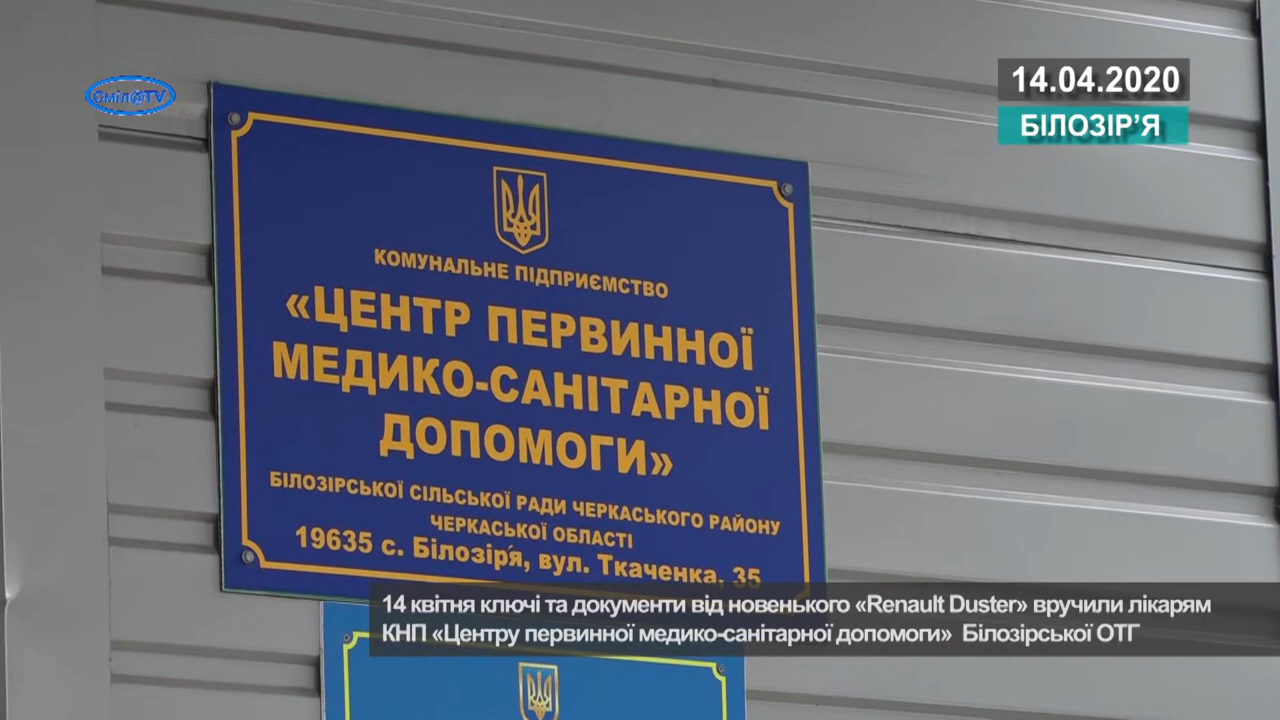 Сміл@TV
14.04.2020
БІЛОЗІР’Я
КОМУНАЛЬНЕ ПІДПРИЄМСТВО
«ЦЕНТР ПЕРВИННОЇ
МЕДИКО-САНІТАРНОЇ
ДОПОМОГИ»
БІЛОЗІРСЬКОЇ СІЛЬСЬКОЇ РАДИ ЧЕРКАСЬКОГО РАЙОНУ
ЧЕРКАСЬКОЇ ОБЛАСТІ
19635 с. Білозір'я, вул. Ткаченка, 35
14 квітня ключі та документи від новенького «Renault Duster» вручили лікарям
КНП «Центру первинної медико-санітарної допомоги» Білозірської ОТГ